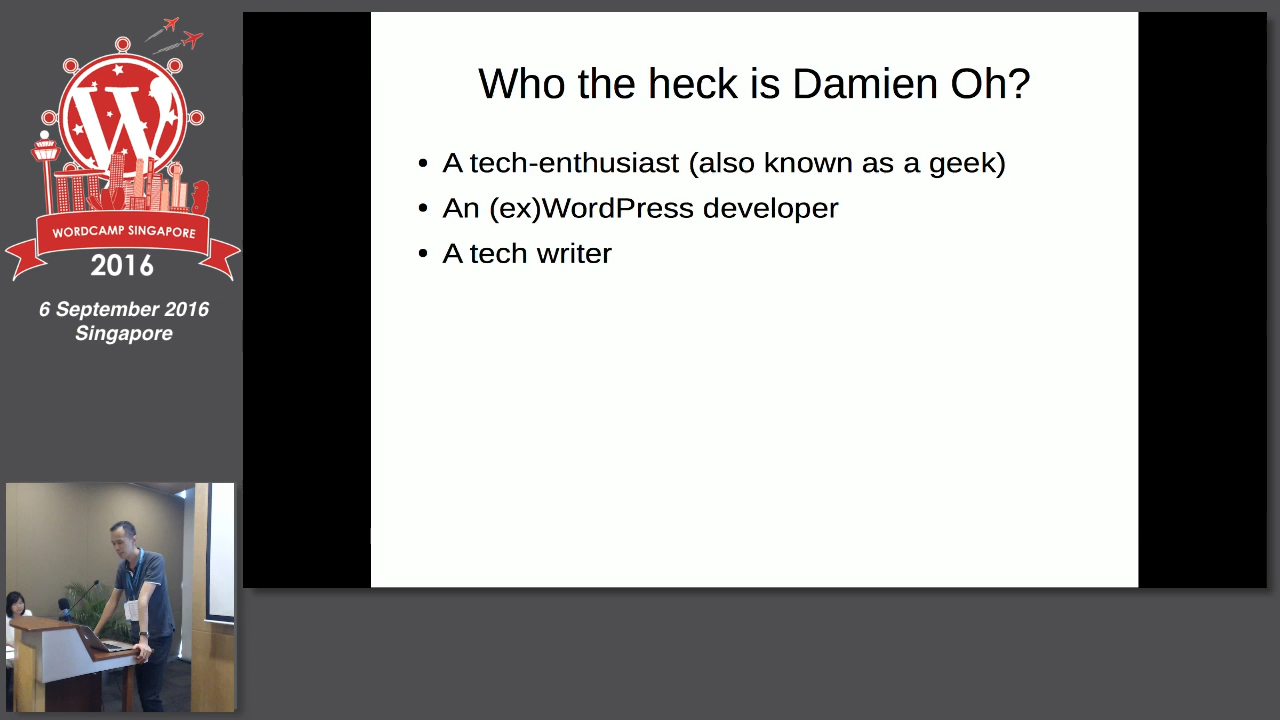 W
WORDCAMP SINGAPORE
2016
6 September 2016
Singapore
Who the heck is Damien Oh?
• A tech-enthusiast (also known as a geek)
• An (ex)WordPress developer
• A tech writer